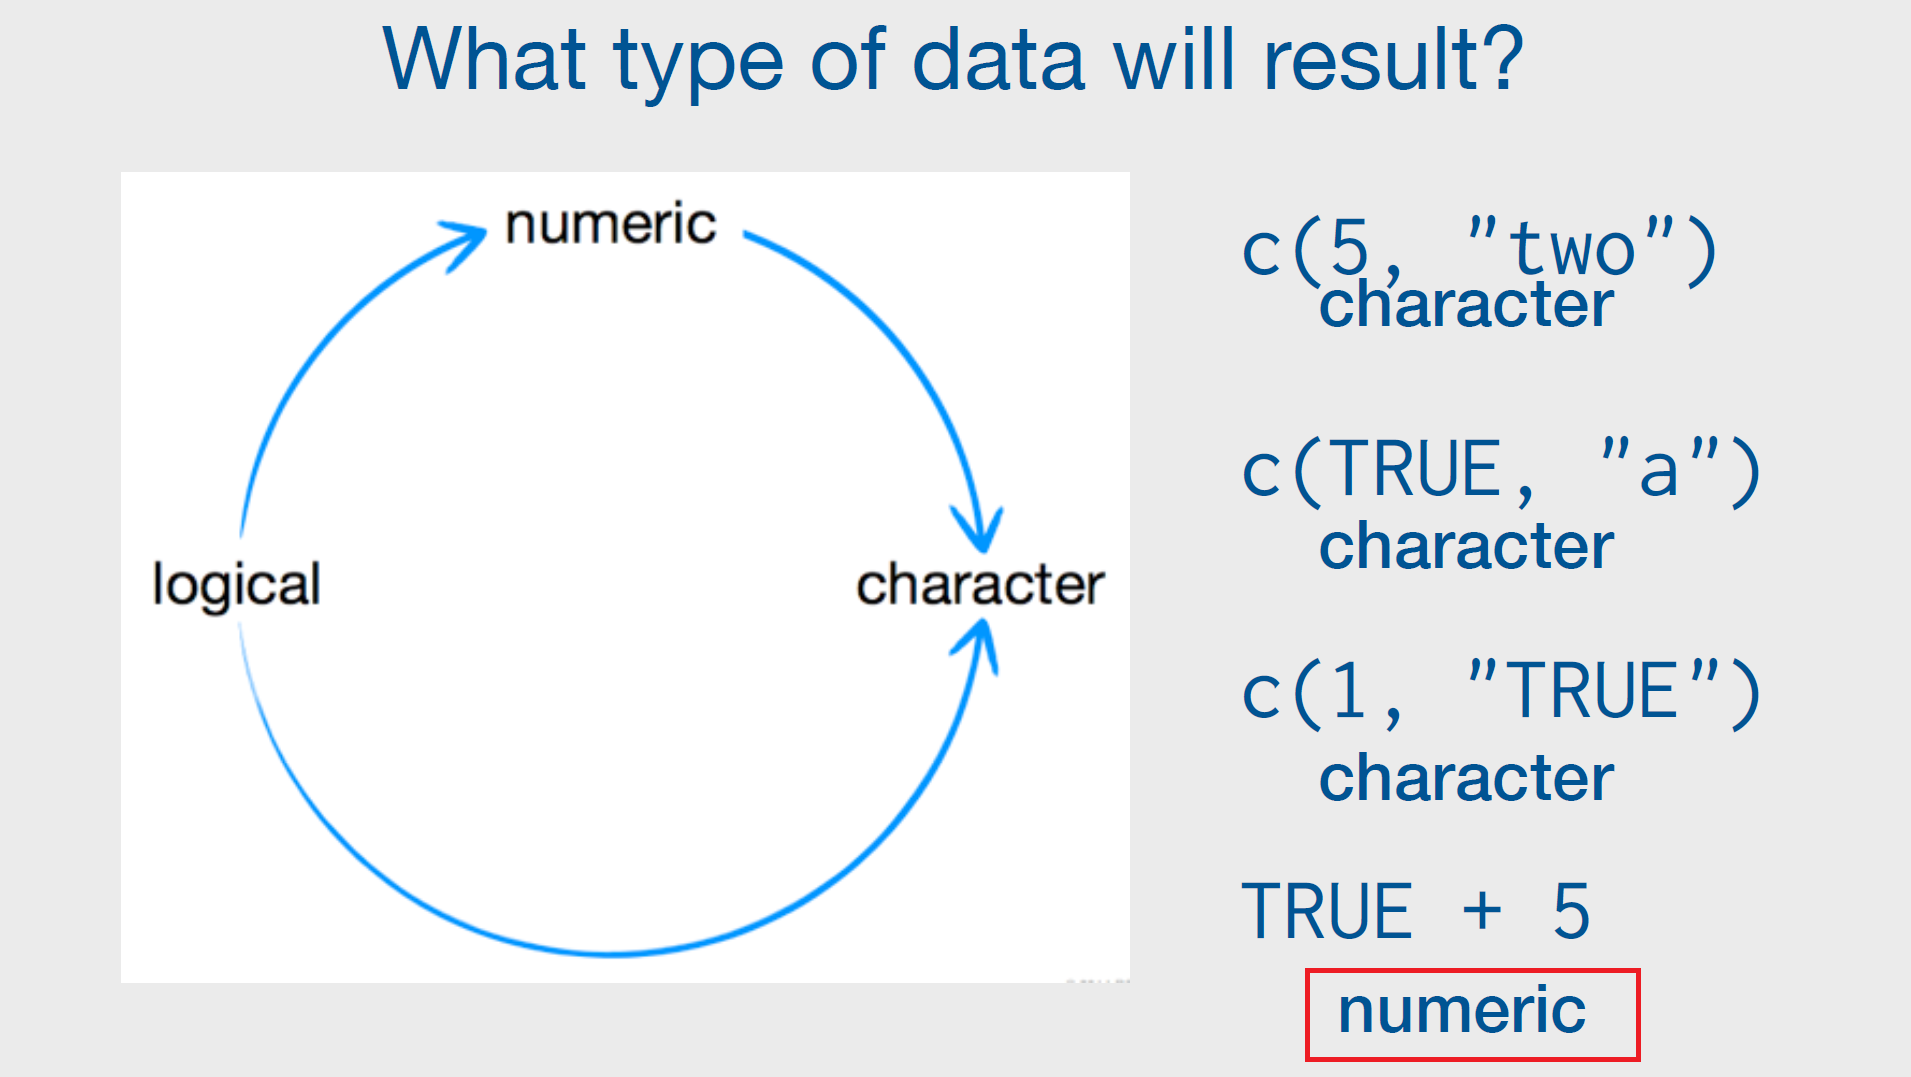 What type of data will result?
numeric
logical
character
c(5, "two")
character
c(TRUE, "a")
character
c(1, "TRUE")
character
TRUE + 5
numeric